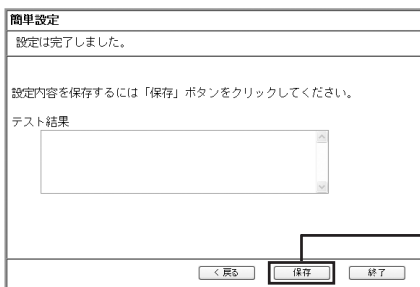 簡単設定
設定は完了しました。
設定内容を保存するには「保存」ボタンをクリックしてください。
テスト結果
< 戻る 保存 終了